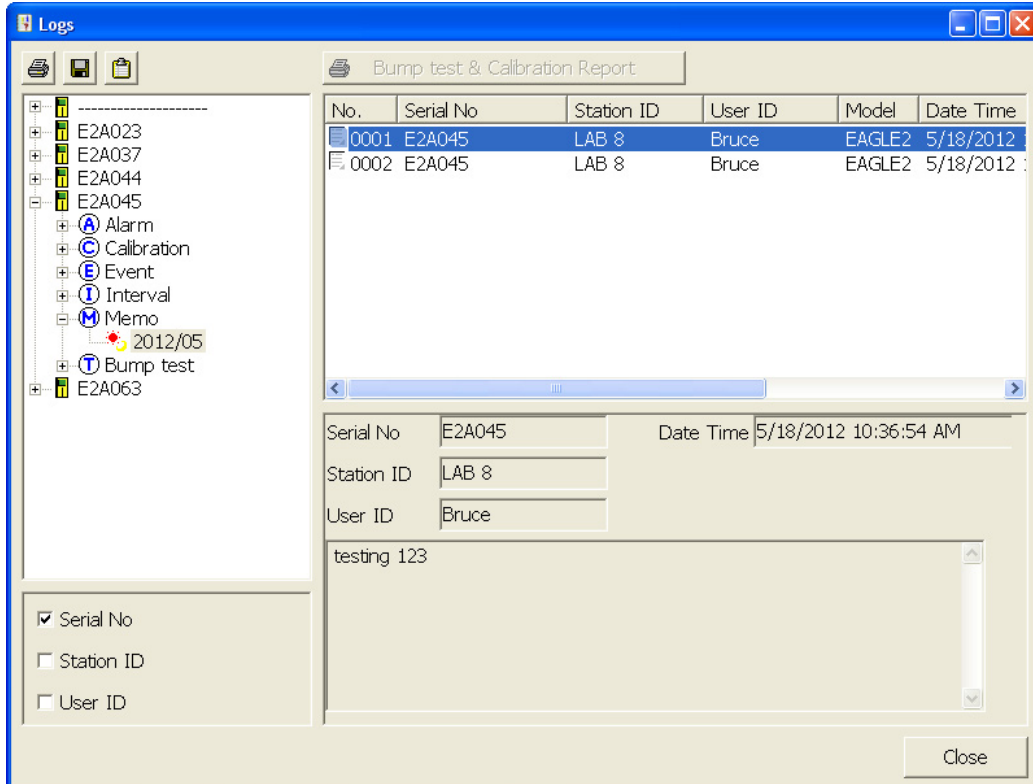 Logs
Bump test & Calibration Report
--------------------
E2A023
E2A037
E2A044
E2A045
A Alarm
C Calibration
E Event
I Interval
M Memo
2012/05
T Bump test
E2A063
Serial No
Station ID
User ID
No. Serial No Station ID User ID Model Date Time
0001 E2A045 LAB 8 Bruce EAGLE2 5/18/2012
0002 E2A045 LAB 8 Bruce EAGLE2 5/18/2012
Serial No E2A045 Date Time 5/18/2012 10:36:54 AM
Station ID LAB 8
User ID Bruce
testing 123
Close